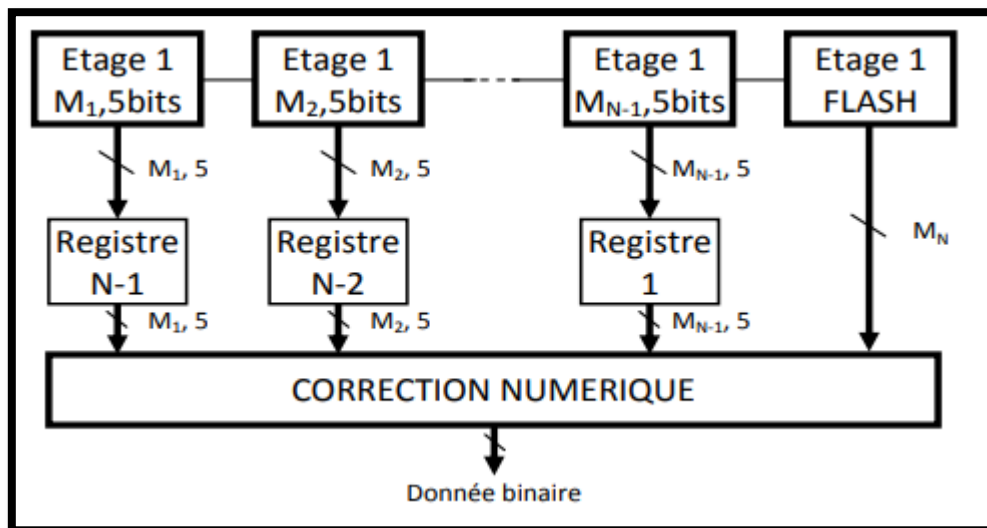 Etage 1 Etage 1 Etage 1 Etage 1
M1,5bits M2,5bits MN-1,5bits FLASH
M1, 5 M2, 5 MN-1, 5
MN
Registre Registre Registre
N-1 N-2 1
M1, 5 M2, 5 MN-1, 5
CORRECTION NUMERIQUE
Donnée binaire